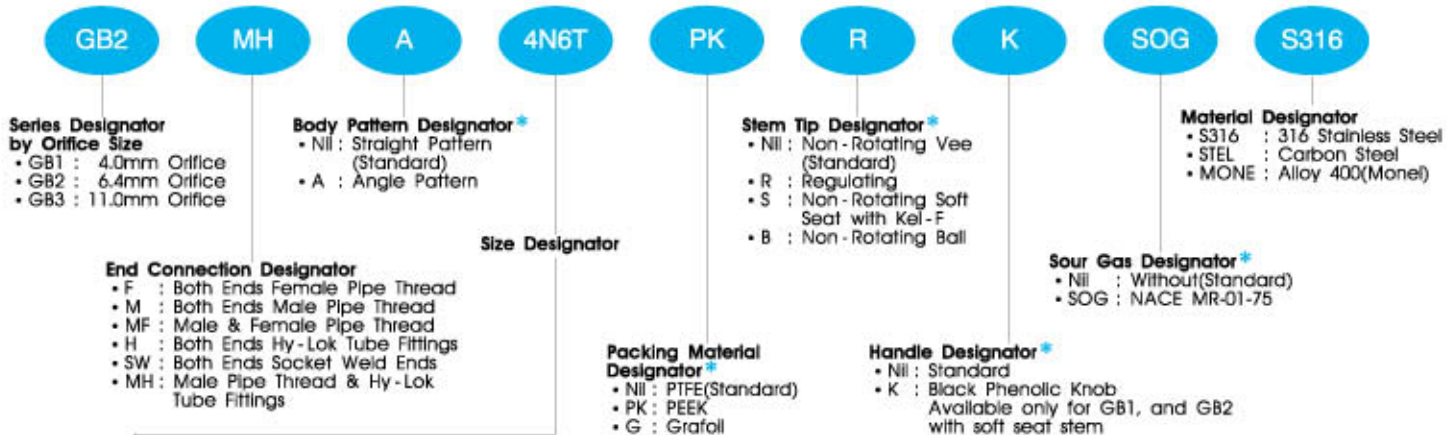 GB2 MH A 4N6T PK R K SOG S316
Series Designator
by Orifice Size
• GB1 : 4.0mm Orifice
• GB2 : 6.4mm Orifice
• GB3 : 11.0mm Orifice
End Connection Designator
• F : Both Ends Female Pipe Thread
• M : Both Ends Male Pipe Thread
• MF : Male & Female Pipe Thread
• H : Both Ends Hy-Lok Tube Fittings
• SW : Both Ends Socket Weld Ends
• MH : Male Pipe Thread & Hy-Lok
Tube Fittings
Body Pattern Designator*
• Nil : Straight Pattern
(Standard)
• A : Angle Pattern
Size Designator
Packing Material
Designator*
• Nil : PTFE(Standard)
• PK : PEEK
• G : Grafoil
Stem Tip Designator*
• Nil : Non-Rotating Vee
(Standard)
• R : Regulating
• S : Non-Rotating Soft
Seat with Kel-F
• B : Non-Rotating Ball
Handle Designator*
• Nil : Standard
• K : Black Phenolic Knob
Available only for GB1, and GB2
with soft seat stem
Sour Gas Designator*
• Nil : Without(Standard)
• SOG : NACE MR-01-75
Material Designator
• S316 : 316 Stainless Steel
• STEL : Carbon Steel
• MONE : Alloy 400(Monel)